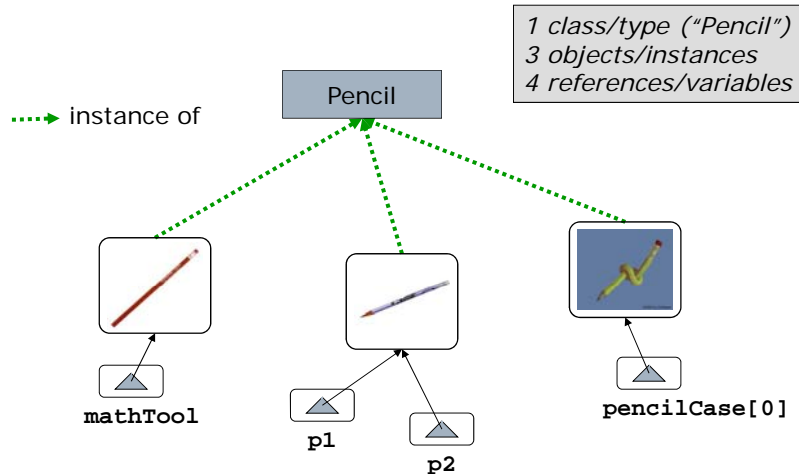 1 class/type (“Pencil”)
3 objects/instances
4 references/variables
Pencil
instance of
mathTool
p1
p2
pencilCase[0]